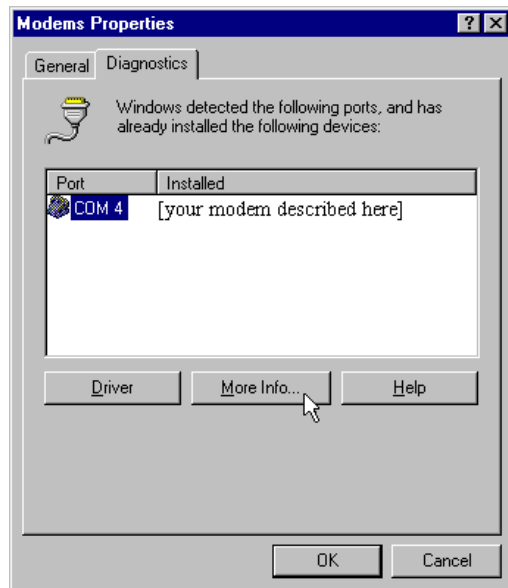 Modems Properties
General Diagnostics
Windows detected the following ports, and has
already installed the following devices:
Port Installed
COM 4 [your modem described here]
Driver More Info... Help
OK Cancel